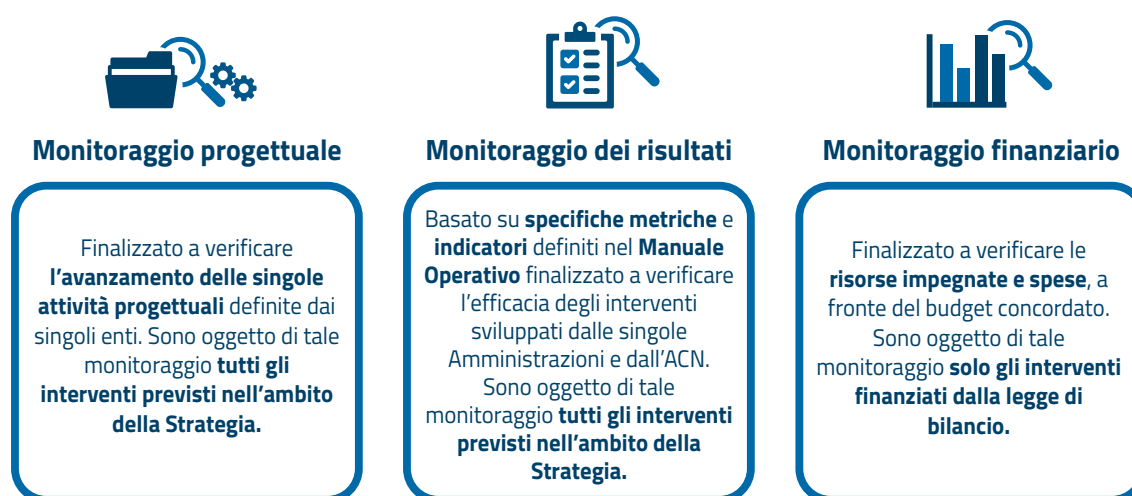 Monitoraggio progettuale
Finalizzato a verificare
l'avanzamento delle singole
attività progettuali definite dai
singoli enti. Sono oggetto di tale
monitoraggio tutti gli
interventi previsti nell'ambito
della Strategia.
Monitoraggio dei risultati
Basato su specifiche metriche e
indicatori definiti nel Manuale
Operativo finalizzato a verificare
l'efficacia degli interventi
sviluppati dalle singole
Amministrazioni e dall'ACN.
Sono oggetto di tale
monitoraggio tutti gli interventi
previsti nell'ambito della
Strategia.
Monitoraggio finanziario
Finalizzato a verificare le
risorse impegnate e spese, a
fronte del budget concordato.
Sono oggetto di tale
monitoraggio solo gli interventi
finanziati dalla legge di
bilancio.